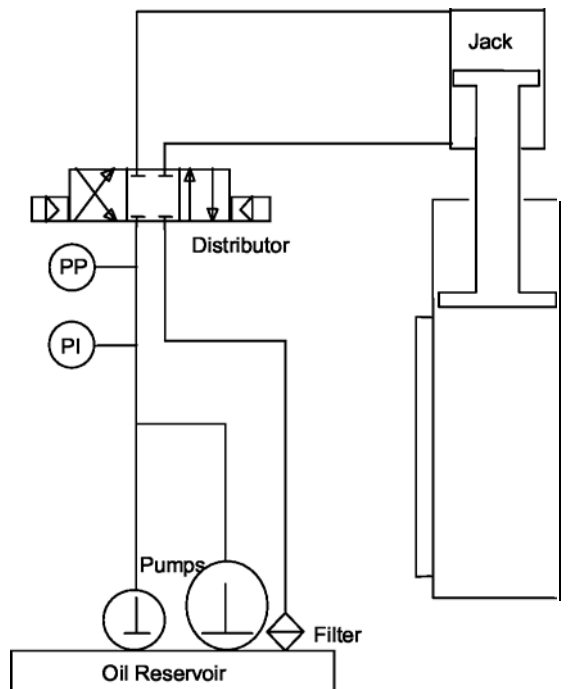 Jack
Distributor
PP
PI
Pumps
Filter
Oil Reservoir